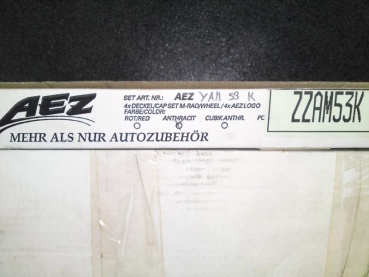 AEZ
SET ART. NR.: AEZ YAM 53 K
4x DECKEL/CAP SET M-RAD/WHEEL / 4x AEZ LOGO
FARBE/COLOR:
ROT/RED ANTHRACIT CUBIK ANTHR. PC
ZZAM53K
MEHR ALS NUR AUTOZUBEHÖR